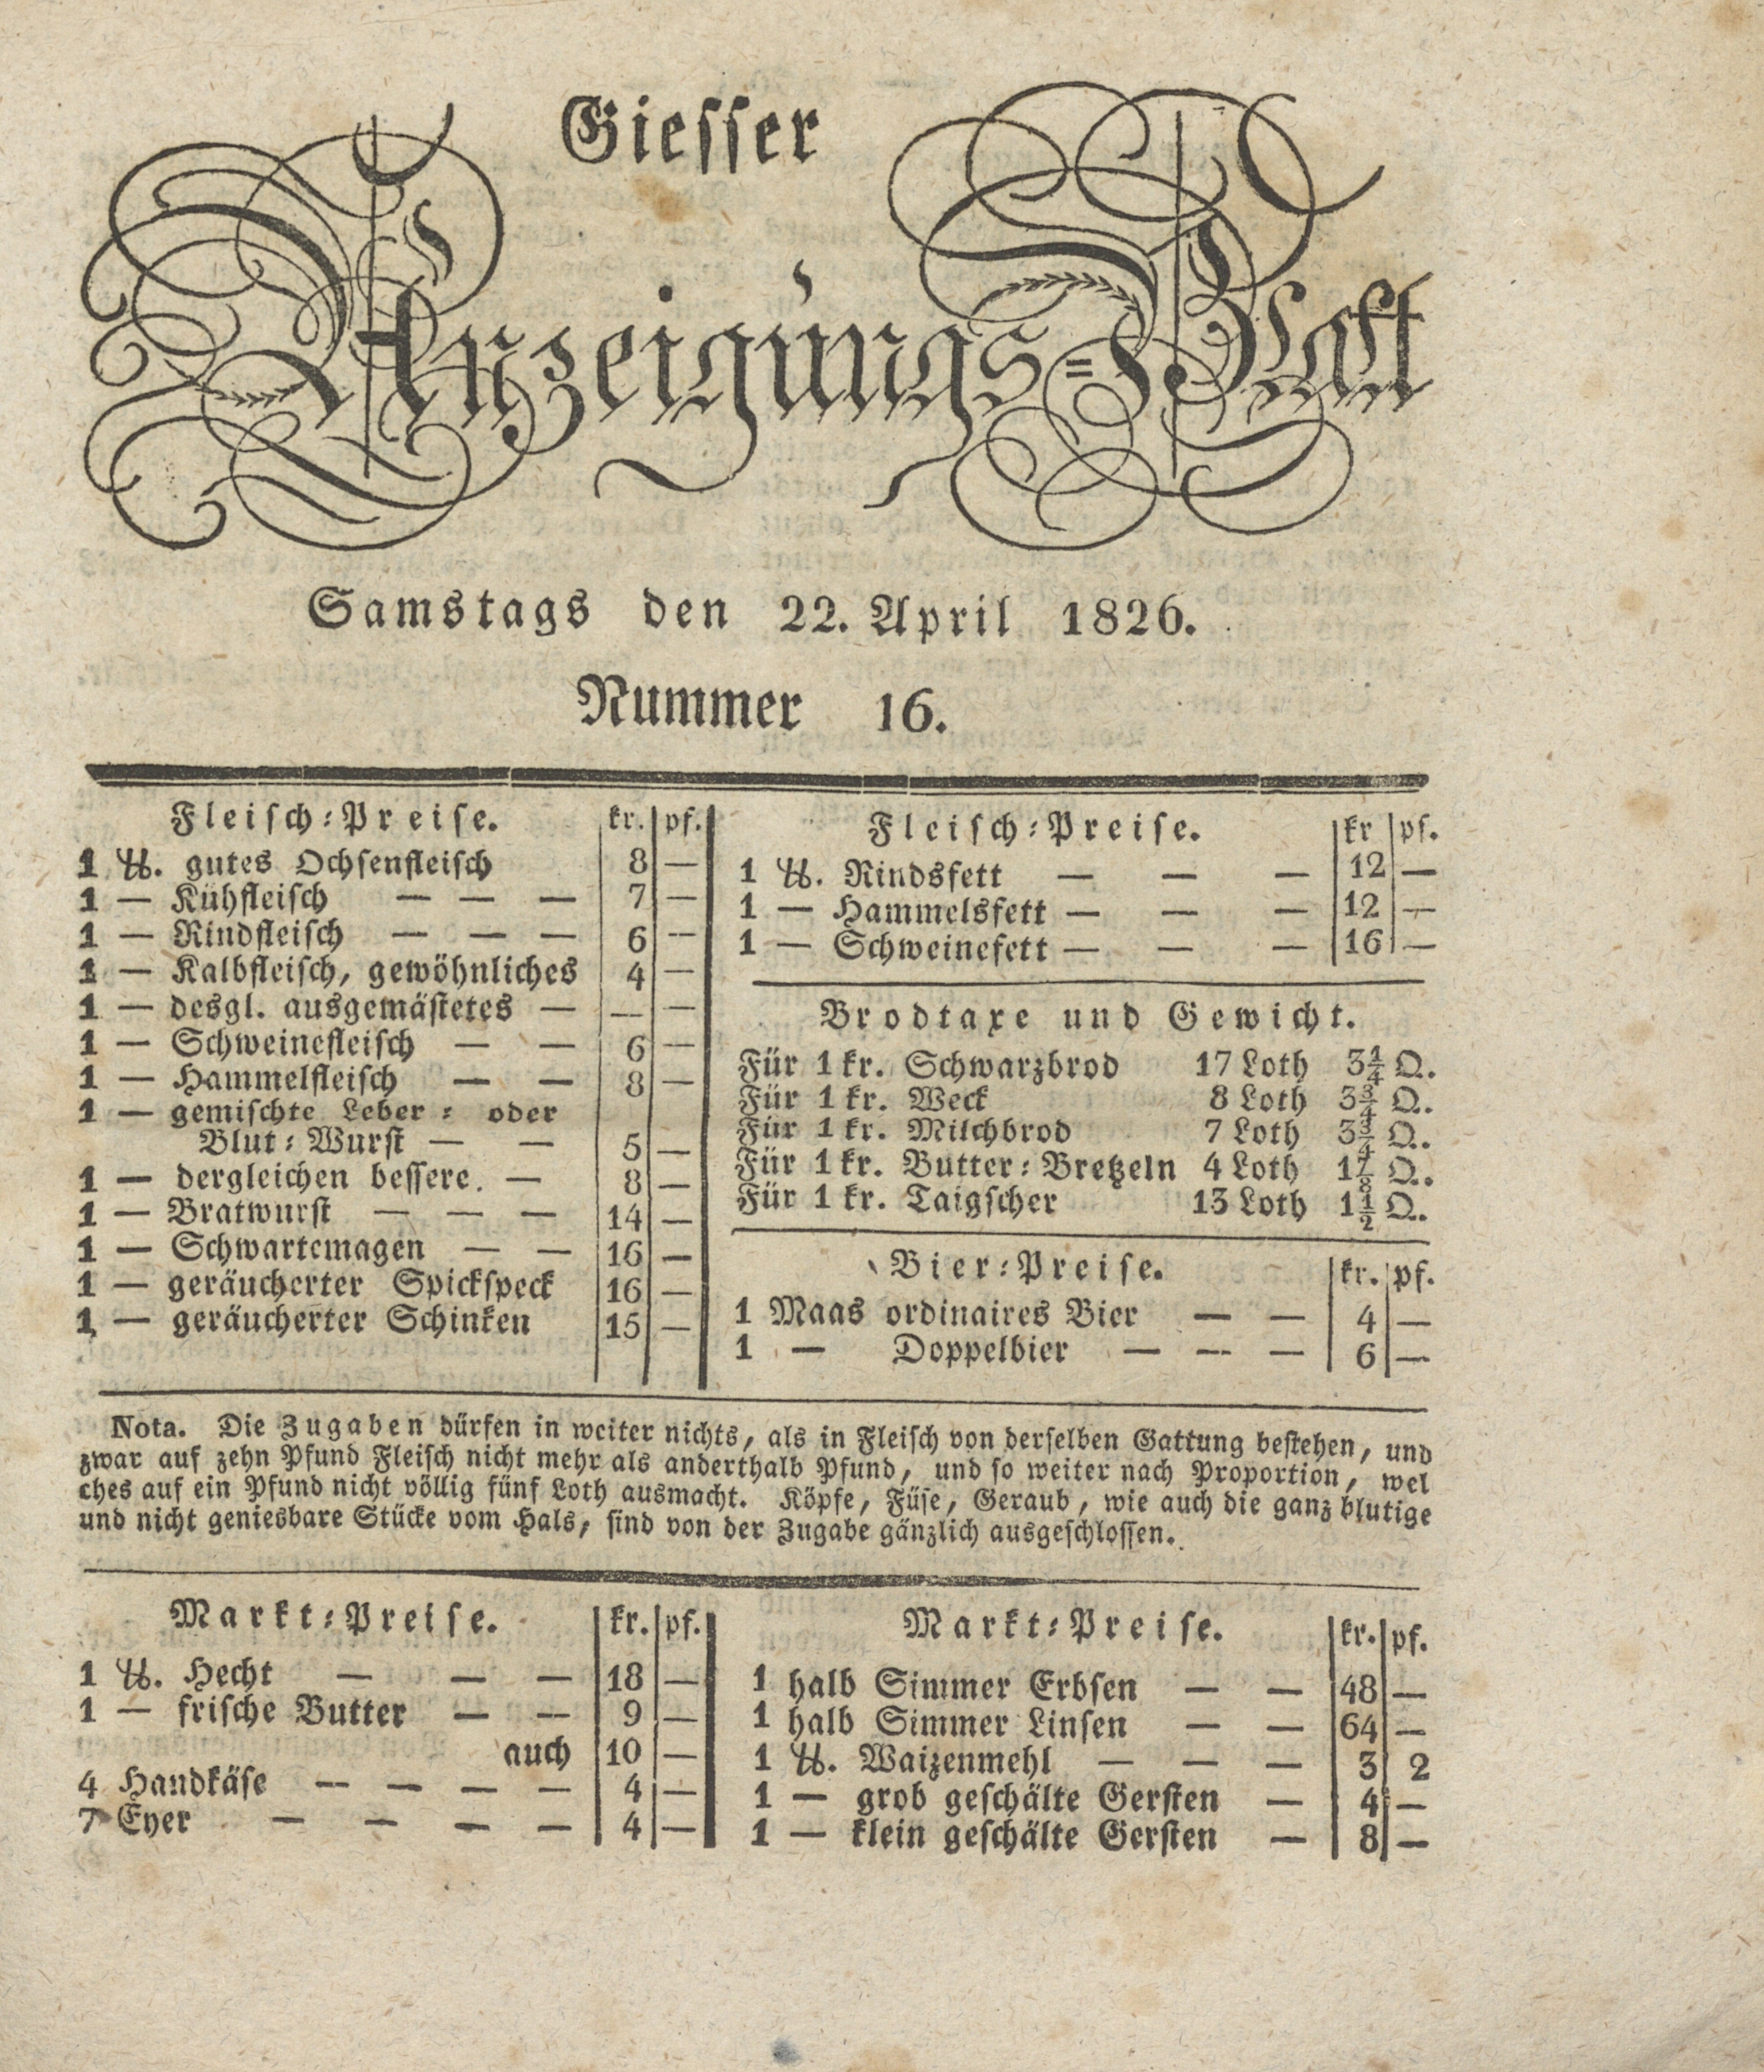 Giesser
Anzeigungs-Blatt
Samstags den 22. April 1826.
Nummer 16.
Fleisch-Preise. kr. pf.
1 ℔. gutes Ochsenfleisch 8 —
1 — Kühfleisch — — — 7 —
1 — Rindfleisch — — — 6 —
1 — Kalbfleisch, gewöhnliches 4 —
1 — desgl. ausgemästetes — — —
1 — Schweinefleisch — — 6 —
1 — Hammelfleisch — — 8 —
1 — gemischte Leber- oder
Blut-Wurst — — 5 —
1 — dergleichen bessere. — 8 —
1 — Bratwurst — — — 14 —
1 — Schwartemagen — — 16 —
1 — geräucherter Spickspeck 16 —
1 — geräucherter Schinken 15 —
Fleisch-Preise. kr pf.
1 ℔. Rindsfett — — — 12 —
1 — Hammelsfett — — — 12 —
1 — Schweinefett — — — 16 —
Brodtaxe und Gewicht.
Für 1 kr. Schwarzbrod 17 Loth 3¼ Q.
Für 1 kr. Weck 8 Loth 3¾ Q.
Für 1 kr. Milchbrod 7 Loth 3¾ Q.
Für 1 kr. Butter-Bretzeln 4 Loth 1⅞ Q.
Für 1 kr. Taigscher 13 Loth 1½ Q.
Bier-Preise. kr. pf.
1 Maas ordinaires Bier — — 4 —
1 — Doppelbier — — — 6 —
Nota. Die Zugaben dürfen in weiter nichts, als in Fleisch von derselben Gattung bestehen, und
zwar auf zehn Pfund Fleisch nicht mehr als anderthalb Pfund, und so weiter nach Proportion, wel
ches auf ein Pfund nicht völlig fünf Loth ausmacht. Köpfe, Füse, Geraub, wie auch die ganz blutige
und nicht geniesbare Stücke vom Hals, sind von der Zugabe gänzlich ausgeschlossen.
Markt-Preise. kr. pf.
1 ℔. Hecht — — — 18 —
1 — frische Butter — — 9 —
auch 10 —
4 Handkäse — — — — 4 —
7 Eyer — — — — 4 —
Markt-Preise. kr. pf.
1 halb Simmer Erbsen — — 48 —
1 halb Simmer Linsen — — 64 —
1 ℔. Waizenmehl — — — 3 2
1 — grob geschälte Gersten — 4 —
1 — klein geschälte Gersten — 8 —